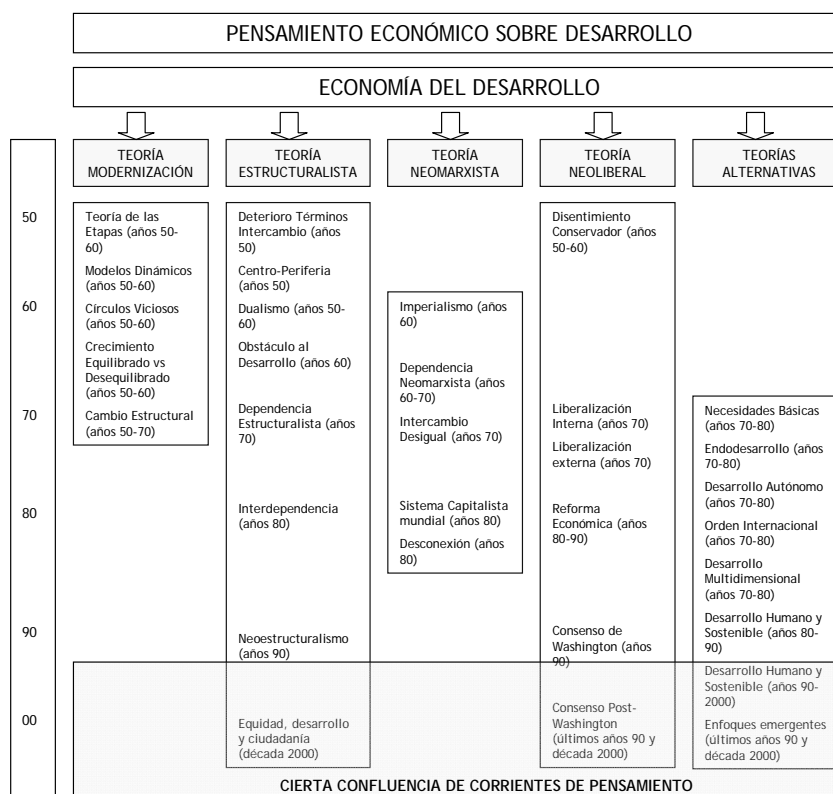 PENSAMIENTO ECONÓMICO SOBRE DESARROLLO
ECONOMÍA DEL DESARROLLO
TEORÍA
MODERNIZACIÓN
TEORÍA
ESTRUCTURALISTA
TEORÍA
NEOMARXISTA
TEORÍA
NEOLIBERAL
TEORÍAS
ALTERNATIVAS
50
60
70
80
90
00
Teoría de las
Etapas (años 50-
60)
Modelos Dinámicos
(años 50-60)
Círculos Viciosos
(años 50-60)
Crecimiento
Equilibrado vs
Desequilibrado
(años 50-60)
Cambio Estructural
(años 50-70)
Deterioro Términos
Intercambio (años
50)
Centro-Periferia
(años 50)
Dualismo (años 50-
60)
Obstáculo al
Desarrollo (años 60)
Dependencia
Estructuralista (años
70)
Interdependencia
(años 80)
Neoestructuralismo
(años 90)
Equidad, desarrollo
y ciudadanía
(década 2000)
Imperialismo (años
60)
Dependencia
Neomarxista (años
60-70)
Intercambio
Desigual (años 70)
Sistema Capitalista
mundial (años 80)
Desconexión (años
80)
Disentimiento
Conservador (años
50-60)
Liberalización
Interna (años 70)
Liberalización
externa (años 70)
Reforma
Económica (años
80-90)
Consenso de
Washington (años
90)
Consenso Post-
Washington
(últimos años 90 y
década 2000)
Necesidades Básicas
(años 70-80)
Endodesarrollo (años
70-80)
Desarrollo Autónomo
(años 70-80)
Orden Internacional
(años 70-80)
Desarrollo
Multidimensional
(años 70-80)
Desarrollo Humano y
Sostenible (años 80-
90)
Desarrollo Humano y
Sostenible (años 90-
2000)
Enfoques emergentes
(últimos años 90 y
década 2000)
CIERTA CONFLUENCIA DE CORRIENTES DE PENSAMIENTO